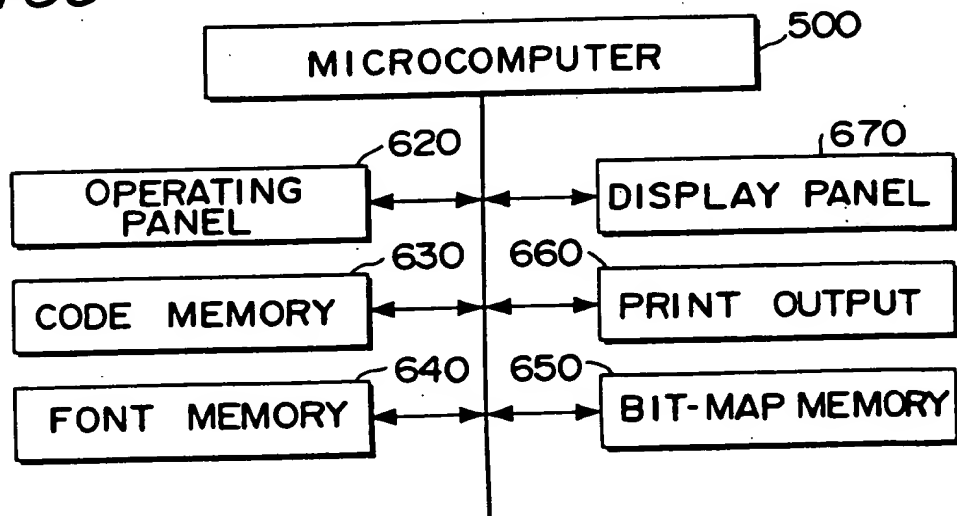 500
MICROCOMPUTER
620
670
OPERATING
PANEL
DISPLAY PANEL
630
660
CODE MEMORY
PRINT OUTPUT
640
650
FONT MEMORY
BIT-MAP MEMORY